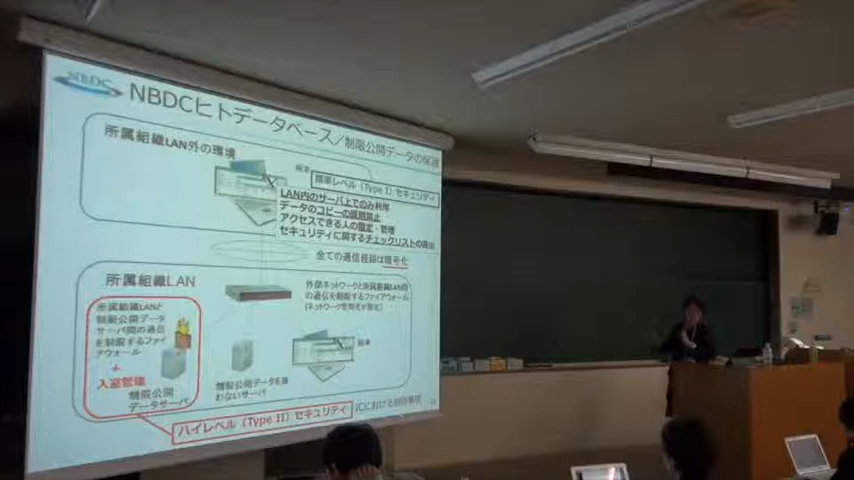 NBDC
NBDCヒトデータベース／制限公開データの保護
所属組織LAN外の環境
端末
標準レベル（Type I）セキュリティ
LAN内のサーバ上でのみ利用
データのコピーの原則禁止
アクセスできる人の限定・管理
セキュリティに関するチェックリストの提出
全ての通信経路は暗号化
所属組織LAN
所属組織LANと
制限公開データ
サーバ間の通信
を制限するファイ
アウォール
+
入室管理
制限公開
データサーバ
外部ネットワークと所属組織LAN間
の通信を制限するファイアウォール
端末
制限公開データを扱
わないサーバ
ハイレベル（Type II）セキュリティ